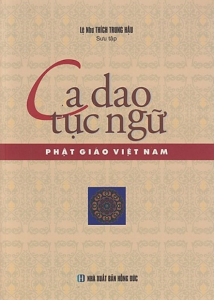 Lệ Như THÍCH TRUNG HẬU
Sưu tập
Ca dao
tục ngữ
PHẬT GIÁO VIỆT NAM
NHÀ XUẤT BẢN HỒNG ĐỨC